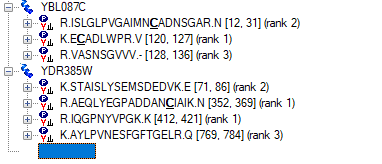 YBL087C
R.ISLGLPVGAIMNCADNSGAR.N [12, 31] (rank 2)
K.ECADLWPR.V [120, 127] (rank 1)
R.VASNSGVVV.- [128, 136] (rank 3)
YDR385W
K.STAISLYSEMSDEDVK.E [71, 86] (rank 2)
R.AEQLYEGPADDANCIAIK.N [352, 369] (rank 1)
R.IQGPNYVPGK.K [412, 421] (rank 1)
K.AYLPVNESFGFTGELR.Q [769, 784] (rank 3)